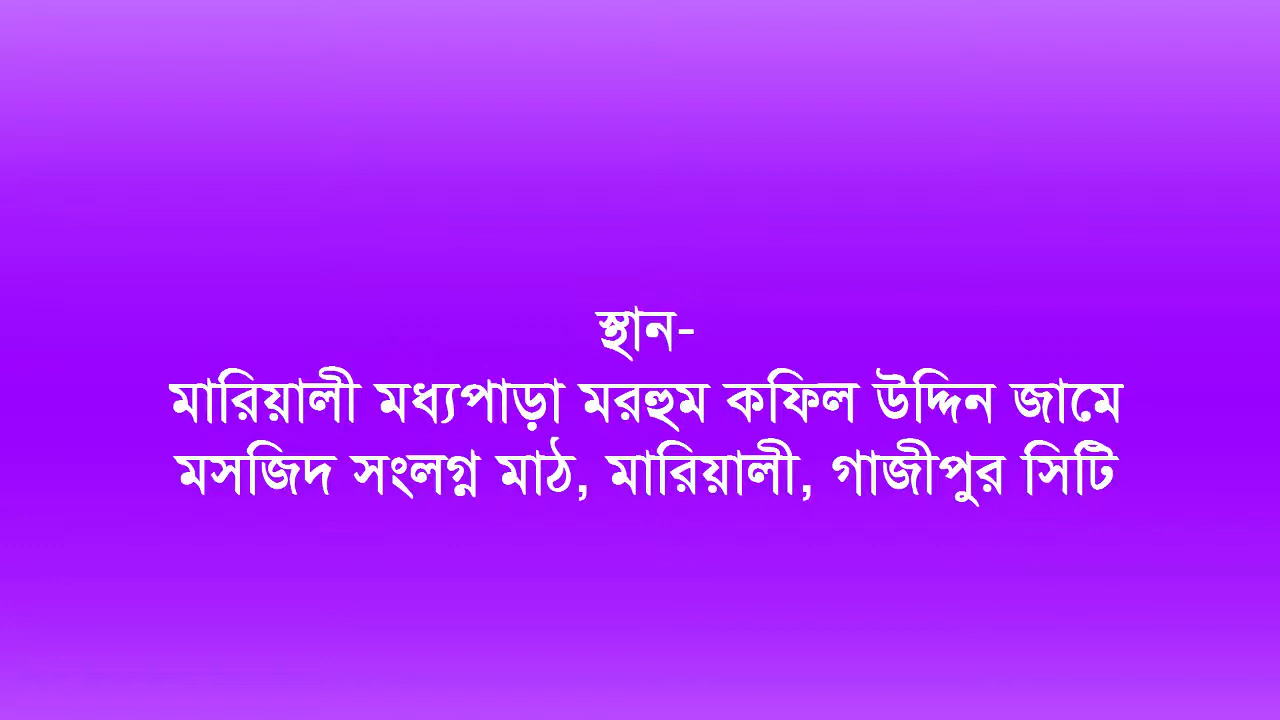 স্থান-
মারিয়ালী মধ্যপাড়া মরহুম কফিল উদ্দিন জামে
মসজিদ সংলগ্ন মাঠ, মারিয়ালী, গাজীপুর সিটি